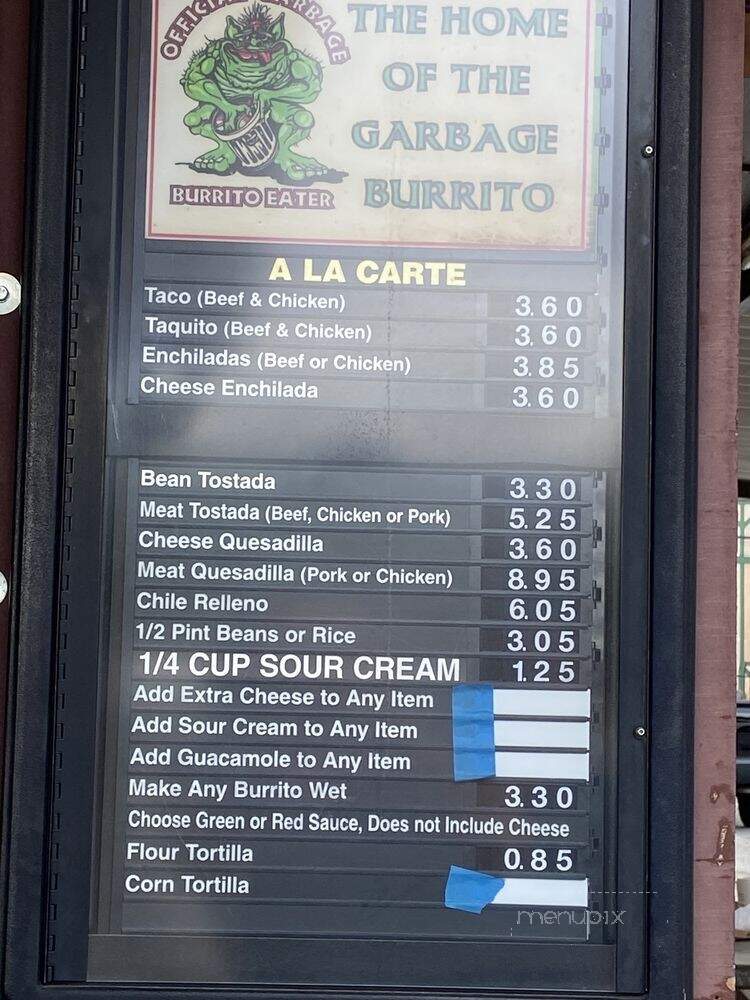 OFFICIAL GARBAGE
BURRITO EATER
THE HOME
OF THE
GARBAGE
BURRITO
A LA CARTE
Taco (Beef & Chicken) 3.60
Taquito (Beef & Chicken) 3.60
Enchiladas (Beef or Chicken) 3.85
Cheese Enchilada 3.60
Bean Tostada 3.30
Meat Tostada (Beef, Chicken or Pork) 5.25
Cheese Quesadilla 3.60
Meat Quesadilla (Pork or Chicken) 8.95
Chile Relleno 6.05
1/2 Pint Beans or Rice 3.05
1/4 CUP SOUR CREAM 1.25
Add Extra Cheese to Any Item
Add Sour Cream to Any Item
Add Guacamole to Any Item
Make Any Burrito Wet 3.30
Choose Green or Red Sauce, Does not Include Cheese
Flour Tortilla 0.85
Corn Tortilla
menupix